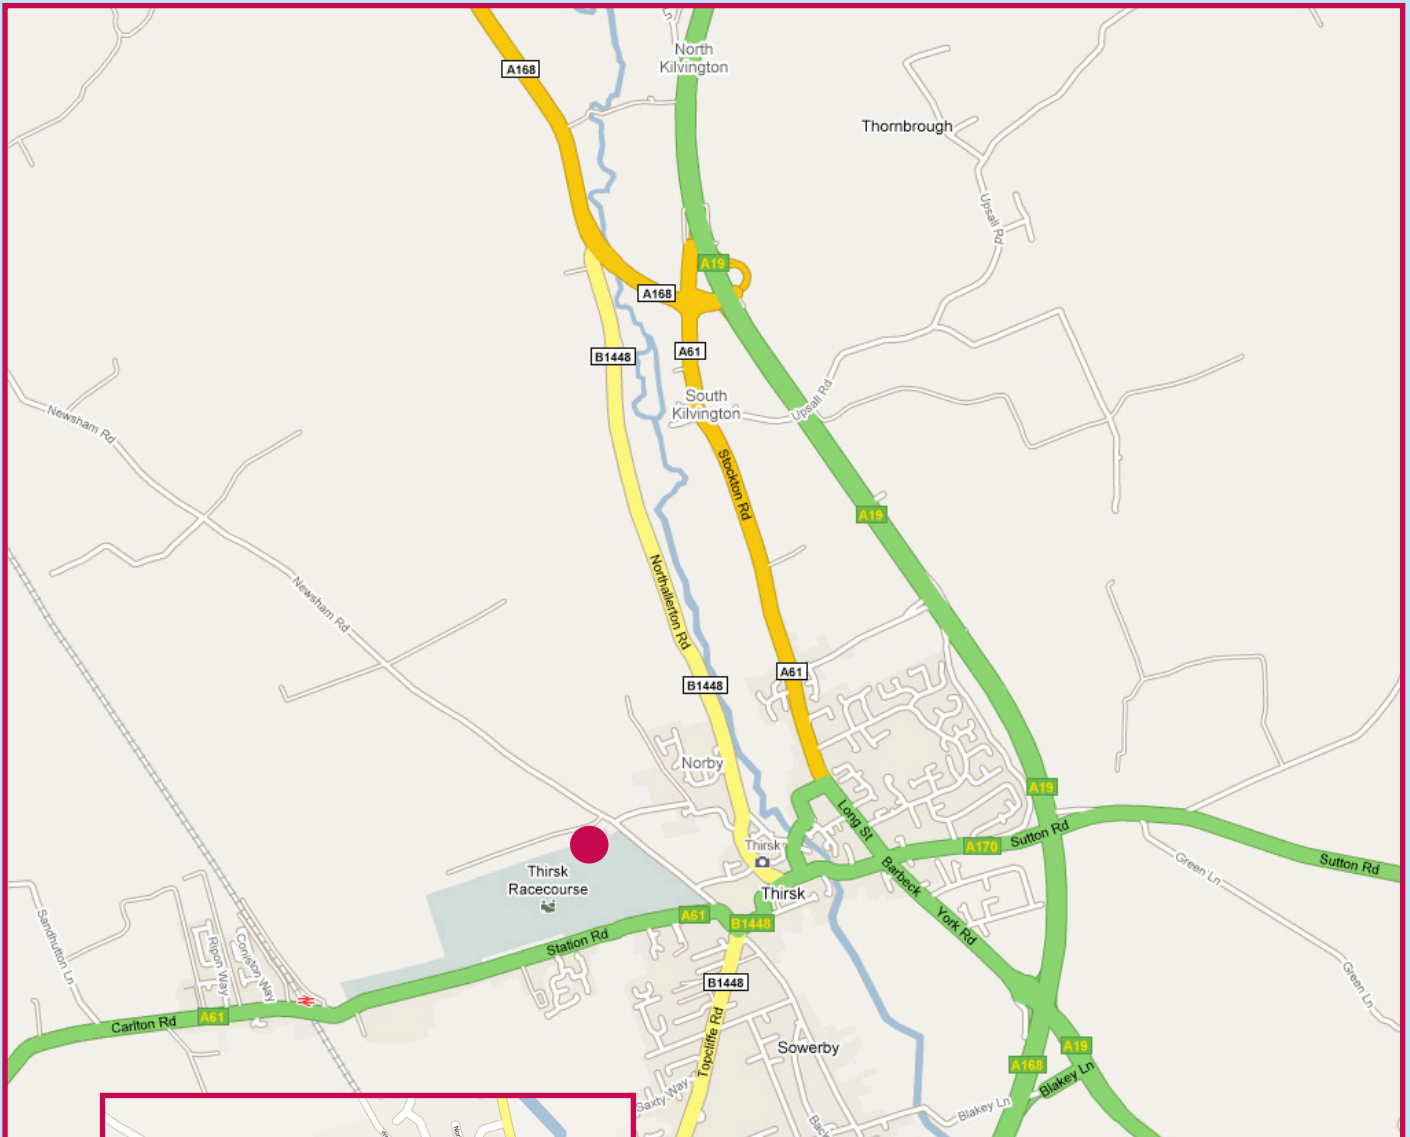 Ln
North
Kilvington
A168
Thornbrough
Upsall Rd
A19
A168
B1448
A61
South
Kilvington
Upsall Rd
Newsham Rd
Stockton Rd
A19
Northallerton Rd
Newsham Rd
A61
B1448
Norby
A19
Long St
Sutton Rd
A170
Thirsk
Sutton Rd
Green Ln
Barbeck
Thirsk
Racecourse
Thirsk
A61
B1448
York Rd
Station Rd
Sandhutton Ln
Ripon Way
Coniston Way
Green Ln
B1448
Carlton Rd
A61
Topcliffe Rd
Sowerby
A19
A168
Blakey Ln
Saxty Way
Blakey Ln
Back